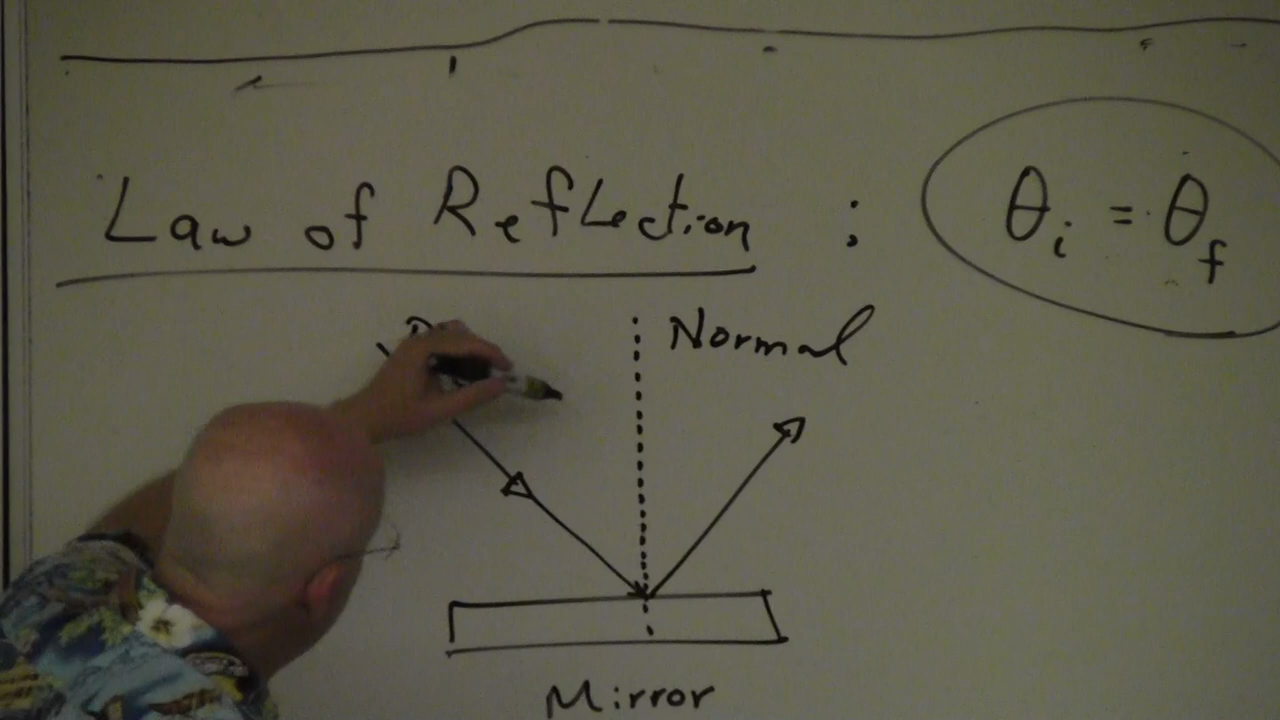 Law of Reflection : θi = θf
Normal
Mirror